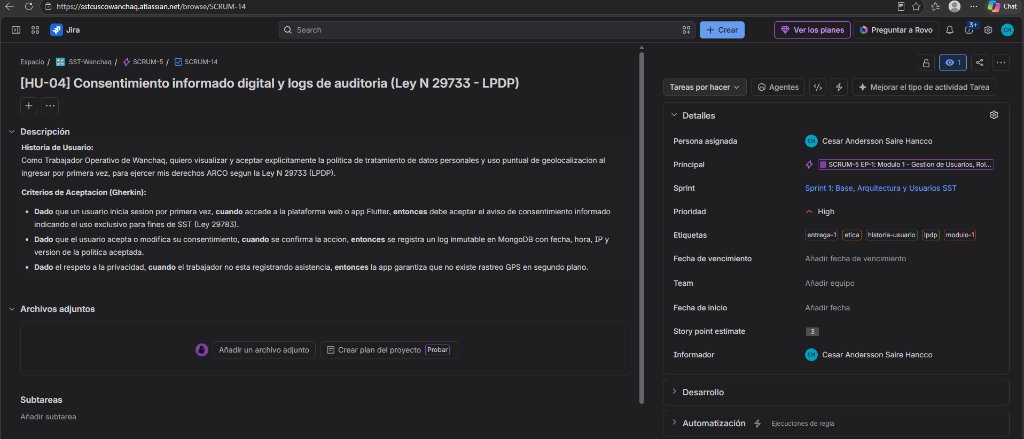 https://sstcuscowanchaq.atlassian.net/browse/SCRUM-14
Chat
Jira
Search
+ Crear
Ver los planes
Preguntar a Rovo
3+
CH
Espacio / SST-Wanchaq / SCRUM-5 / SCRUM-14
1
[HU-04] Consentimiento informado digital y logs de auditoria (Ley N 29733 - LPDP)
Tareas por hacer
Agentes
Mejorar el tipo de actividad Tarea
Descripción
Historia de Usuario:
Como Trabajador Operativo de Wanchaq, quiero visualizar y aceptar explicitamente la politica de tratamiento de datos personales y uso puntual de geolocalizacion al
ingresar por primera vez, para ejercer mis derechos ARCO segun la Ley N 29733 (LPDP).
Criterios de Aceptacion (Gherkin):
• Dado que un usuario inicia sesion por primera vez, cuando accede a la plataforma web o app Flutter, entonces debe aceptar el aviso de consentimiento informado
indicando el uso exclusivo para fines de SST (Ley 29783).
• Dado que el usuario acepta o modifica su consentimiento, cuando se confirma la accion, entonces se registra un log inmutable en MongoDB con fecha, hora, IP y
version de la politica aceptada.
• Dado el respeto a la privacidad, cuando el trabajador no esta registrando asistencia, entonces la app garantiza que no existe rastreo GPS en segundo plano.
Archivos adjuntos
Añadir un archivo adjunto
Crear plan del proyecto Probar
Subtareas
Añadir subtarea
Detalles
Persona asignada
CH Cesar Andersson Saire Hancco
Principal
SCRUM-5 EP-1: Modulo 1 - Gestion de Usuarios, Rol...
Sprint
Sprint 1: Base, Arquitectura y Usuarios SST
Prioridad
High
Etiquetas
entrega-1 etica historia-usuario lpdp modulo-1
Fecha de vencimiento
Añadir fecha de vencimiento
Team
Añadir equipo
Fecha de inicio
Añadir fecha
Story point estimate
3
Informador
CH Cesar Andersson Saire Hancco
Desarrollo
Automatización
Ejecuciones de regla